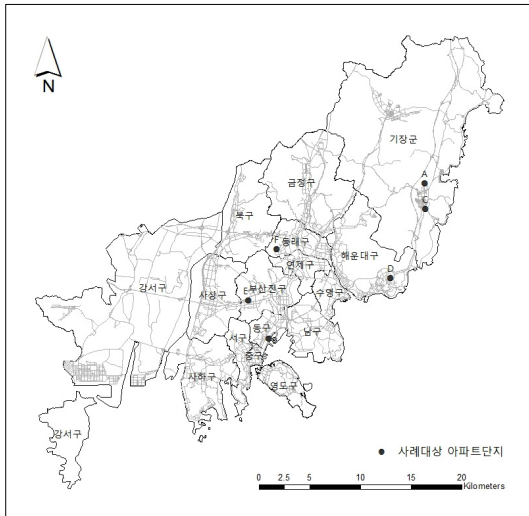 N
기장군
A
금정구
C
북구
F
동래구
해운대구
연제구
D
강서구
수영구
E
부산진구
사상구
동구
남구
서구
B
중구
사하구
영도구
강서구
사례대상 아파트단지
0 2.5 5 10 15 20
Kilometers